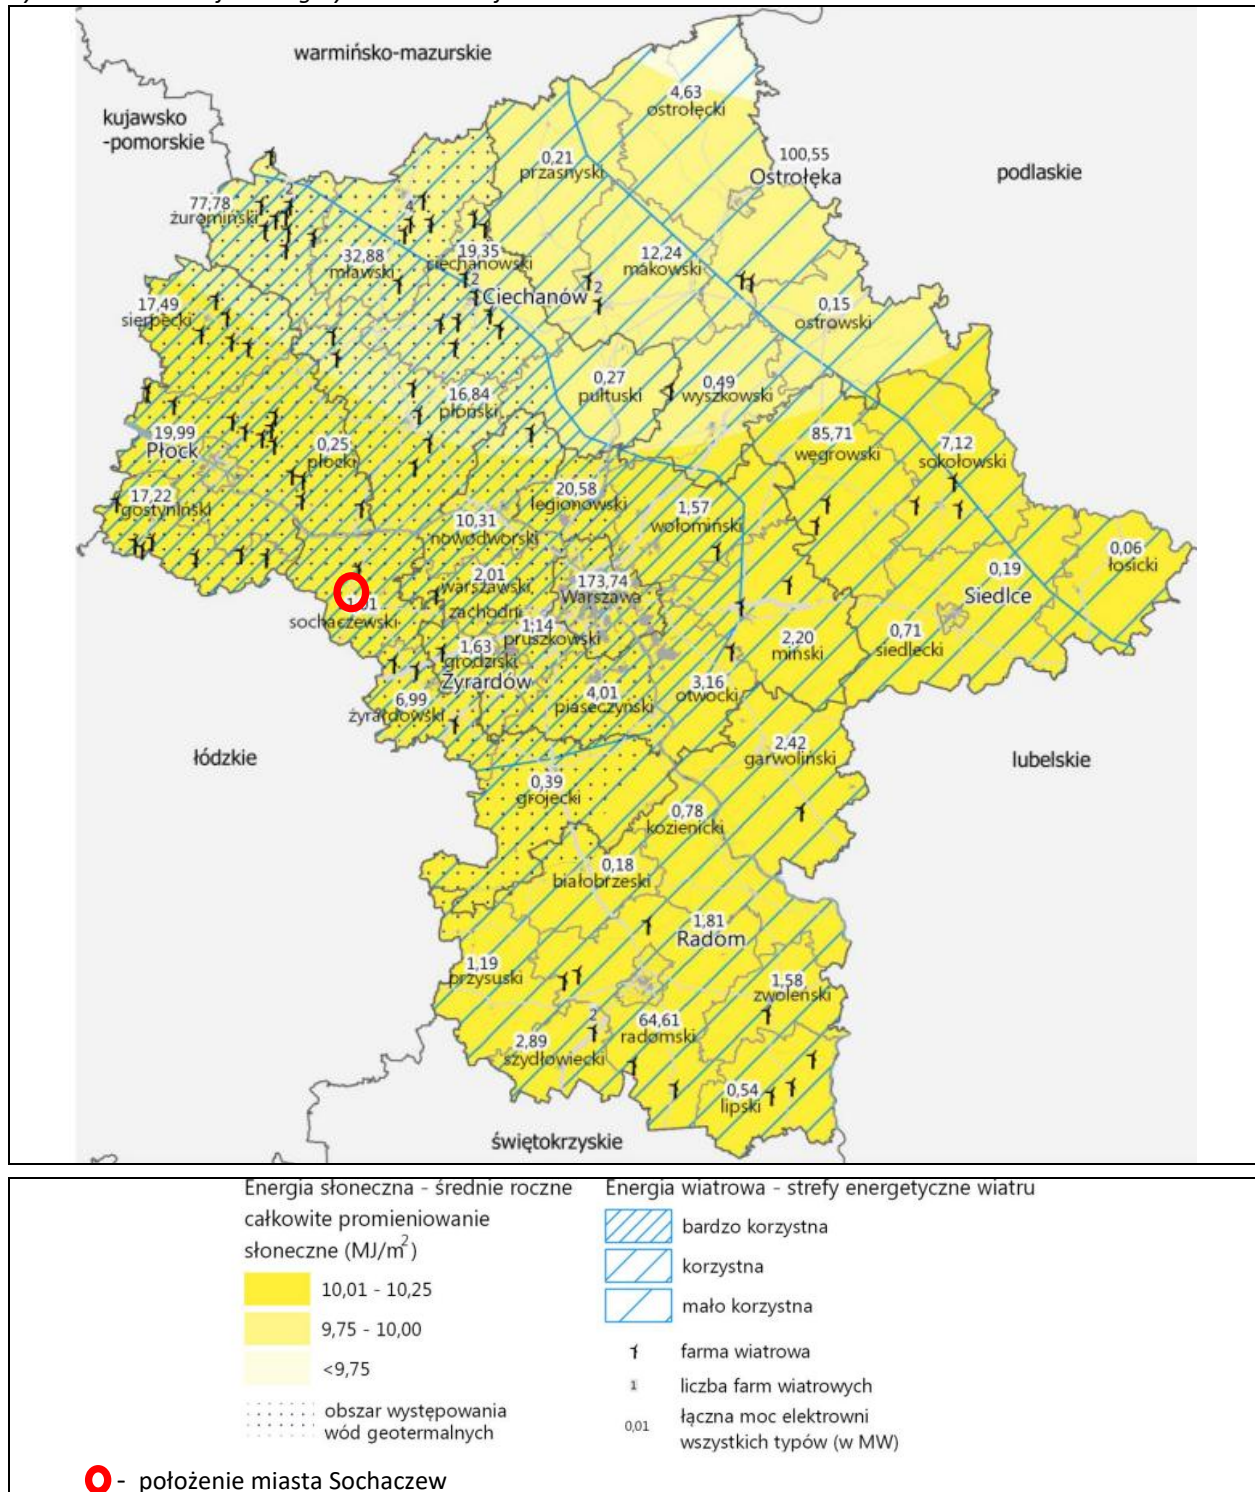 warmińsko-mazurskie
kujawsko
-pomorskie
podlaskie
4,63
ostrołęcki
100,55
Ostrołęka
0,21
przasnyski
77,78
żuromiński
2
4
32,88
mławski
19,35
ciechanowski
2
Ciechanów
2
12,24
makowski
0,15
ostrowski
17,49
sierpecki
0,27
pułtuski
0,49
wyszkowski
16,84
płoński
85,71
węgrowski
7,12
sokołowski
19,99
Płock
0,25
płocki
17,22
gostyniński
20,58
legionowski
1,57
wołomiński
10,31
nowodworski
0,06
łosicki
2,01
warszawski
zachodni
173,74
Warszawa
0,19
Siedlce
sochaczewski
1,14
pruszkowski
1,63
grodziski
Żyrardów
2,20
miński
0,71
siedlecki
6,99
żyrardowski
4,01
piaseczyński
3,16
otwocki
łódzkie
2,42
garwoliński
lubelskie
0,39
grójecki
0,78
kozienicki
0,18
białobrzeski
1,81
Radom
1,19
przysuski
1,58
zwoleński
2
2,89
szydłowiecki
64,61
radomski
0,54
lipski
świętokrzyskie
Energia słoneczna - średnie roczne
całkowite promieniowanie
słoneczne (MJ/m²)
10,01 - 10,25
9,75 - 10,00
<9,75
obszar występowania
wód geotermalnych
Energia wiatrowa - strefy energetyczne wiatru
bardzo korzystna
korzystna
mało korzystna
farma wiatrowa
1 liczba farm wiatrowych
0,01 łączna moc elektrowni
wszystkich typów (w MW)
- położenie miasta Sochaczew